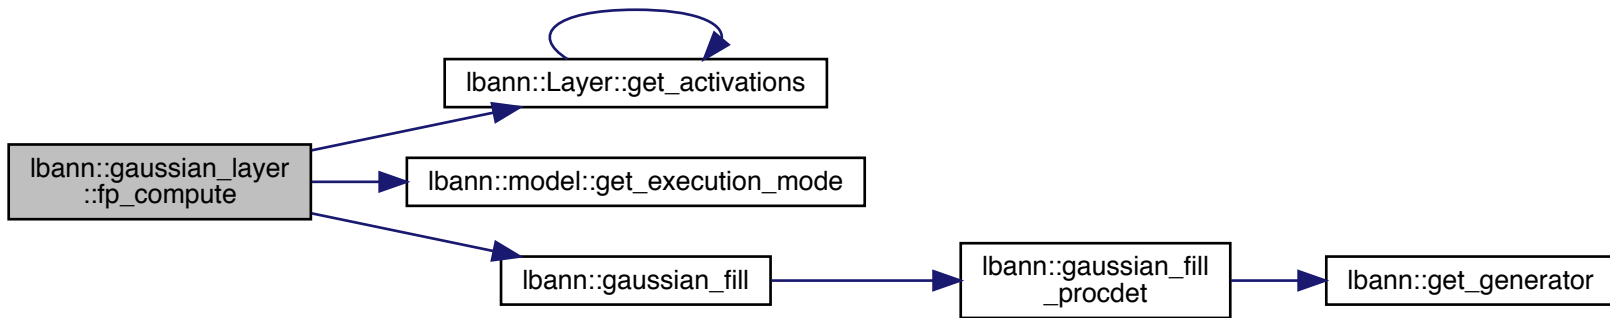 lbann::Layer::get_activations
lbann::gaussian_layer
::fp_compute
lbann::model::get_execution_mode
lbann::gaussian_fill
lbann::gaussian_fill
_procdet
lbann::get_generator